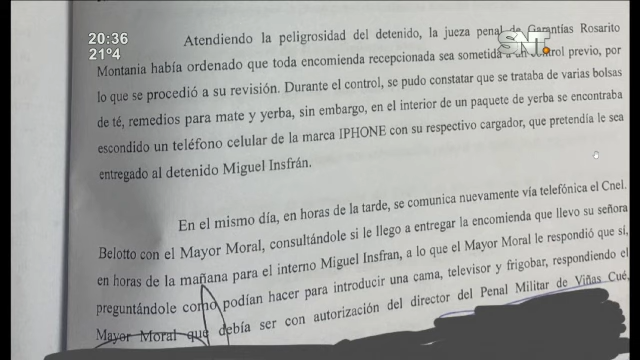 20:36
21°4
SNT
Atendiendo la peligrosidad del detenido, la jueza penal de Garantías Rosarito
Montania había ordenado que toda encomienda recepcionada sea sometida a un control previo, por
lo que se procedió a su revisión. Durante el control, se pudo constatar que se trataba de varias bolsas
de té, remedios para mate y yerba, sin embargo, en el interior de un paquete de yerba se encontraba
escondido un teléfono celular de la marca IPHONE con su respectivo cargador, que pretendía le sea
entregado al detenido Miguel Insfrán.
En el mismo día, en horas de la tarde, se comunica nuevamente vía telefónica el Cnel.
Belotto con el Mayor Moral, consultándole si le llego a entregar la encomienda que llevo su señora
en horas de la mañana para el interno Miguel Insfran, a lo que el Mayor Moral le respondió que sí,
preguntándole como podían hacer para introducir una cama, televisor y frigobar, respondiendo el
Mayor Moral que debía ser con autorización del director del Penal Militar de Viñas Cué,